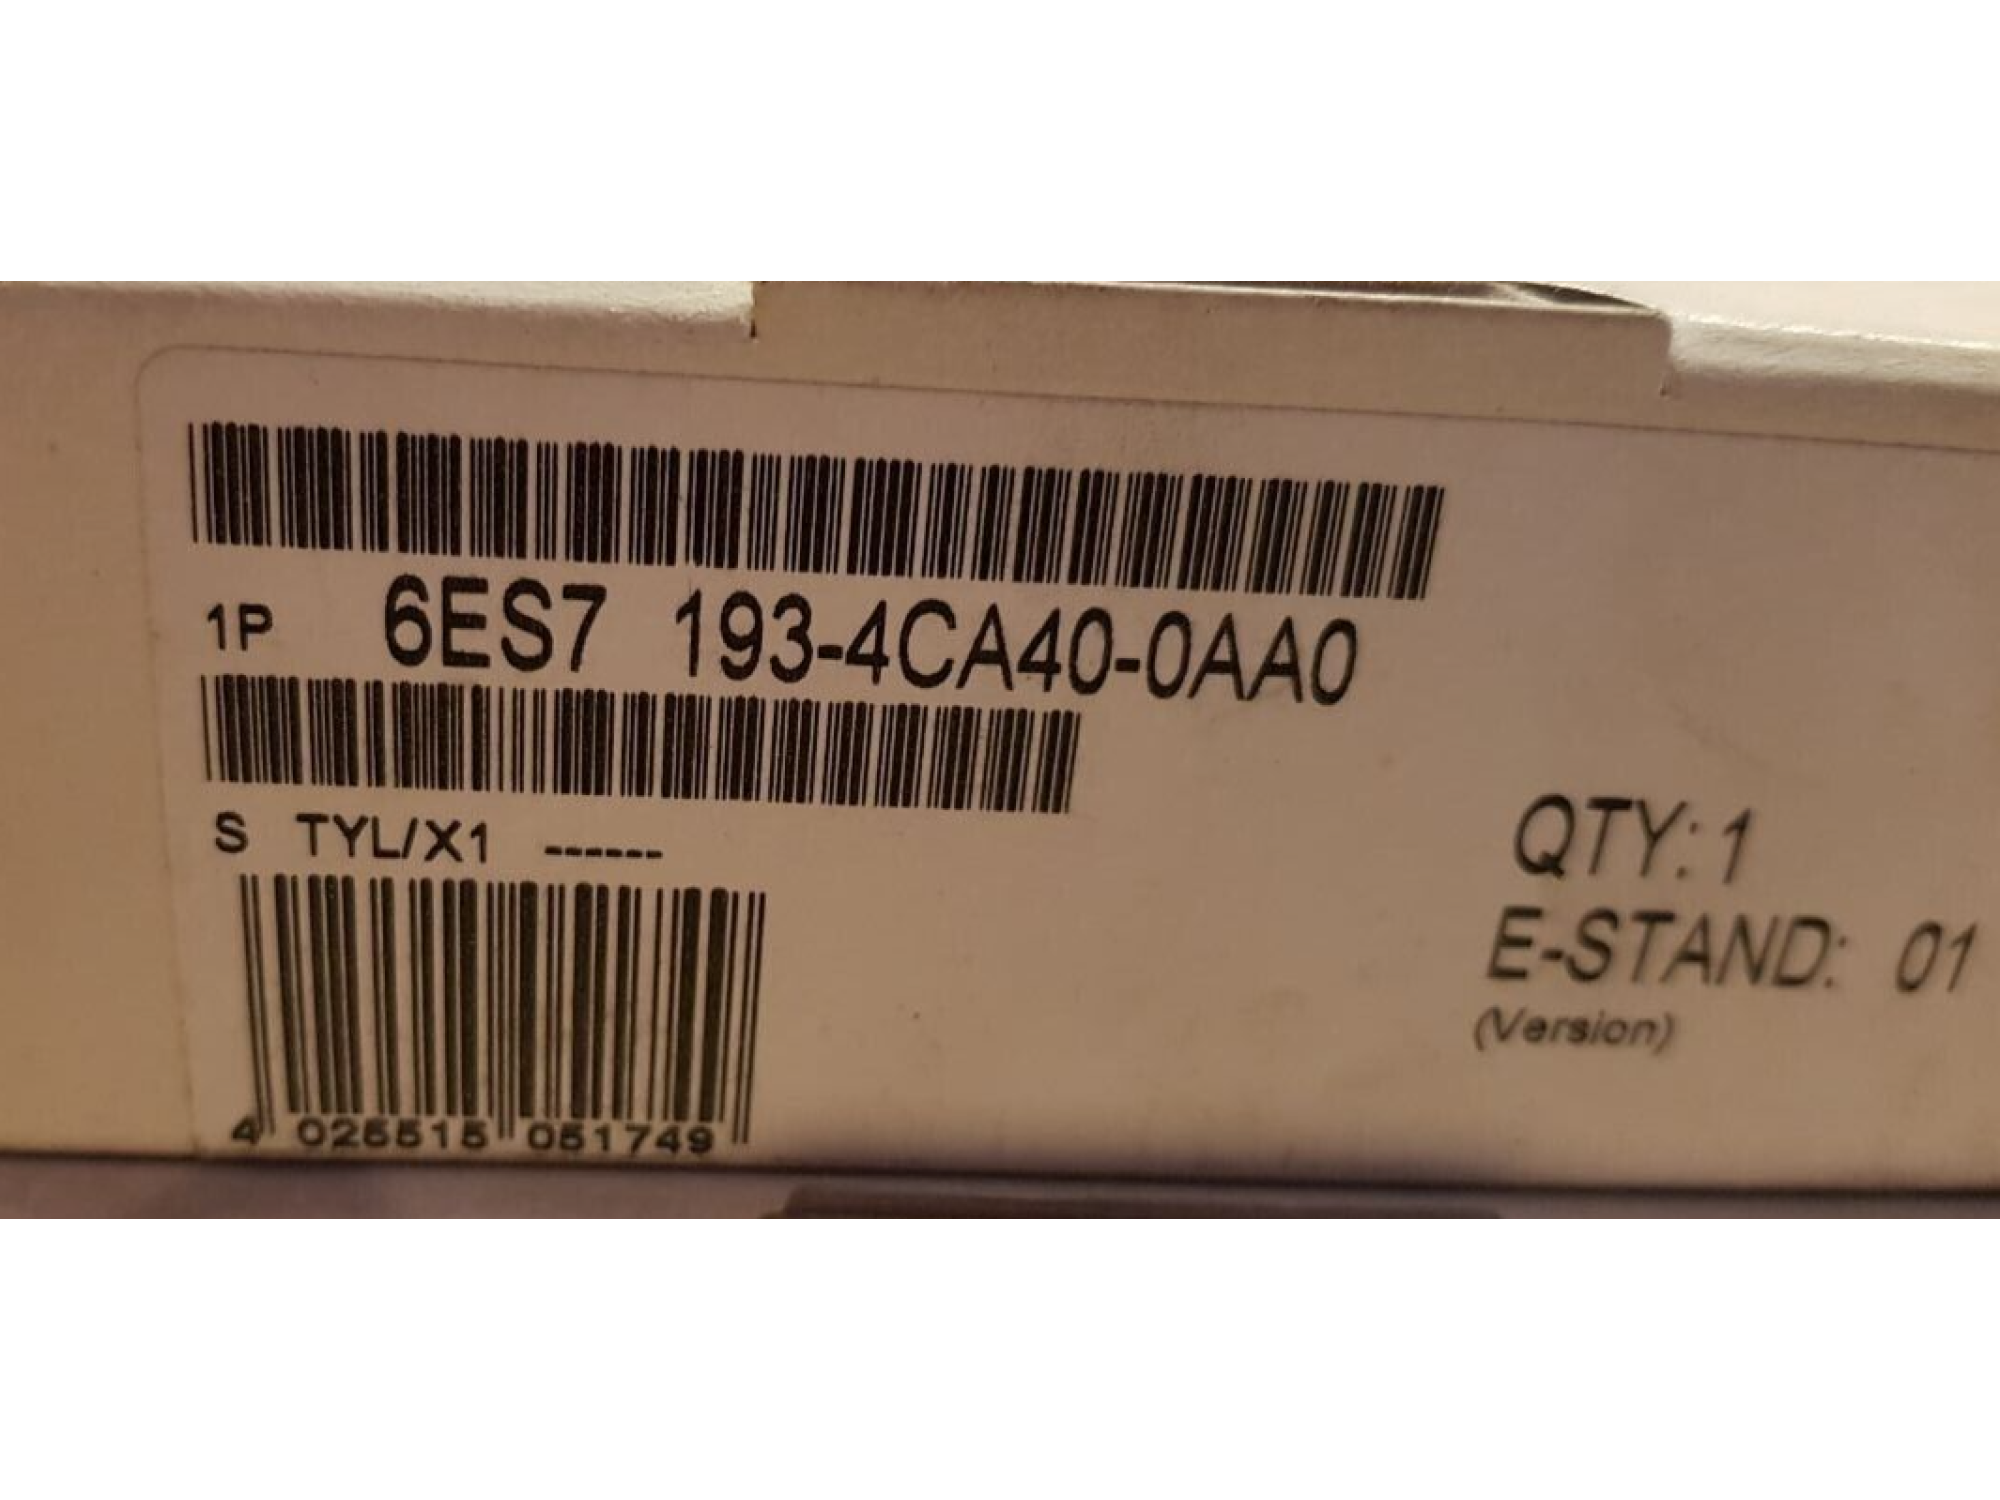 1P 6ES7 193-4CA40-0AA0
S TYL/X1 ------
QTY: 1
E-STAND: 01
(Version)
4 025515 051749